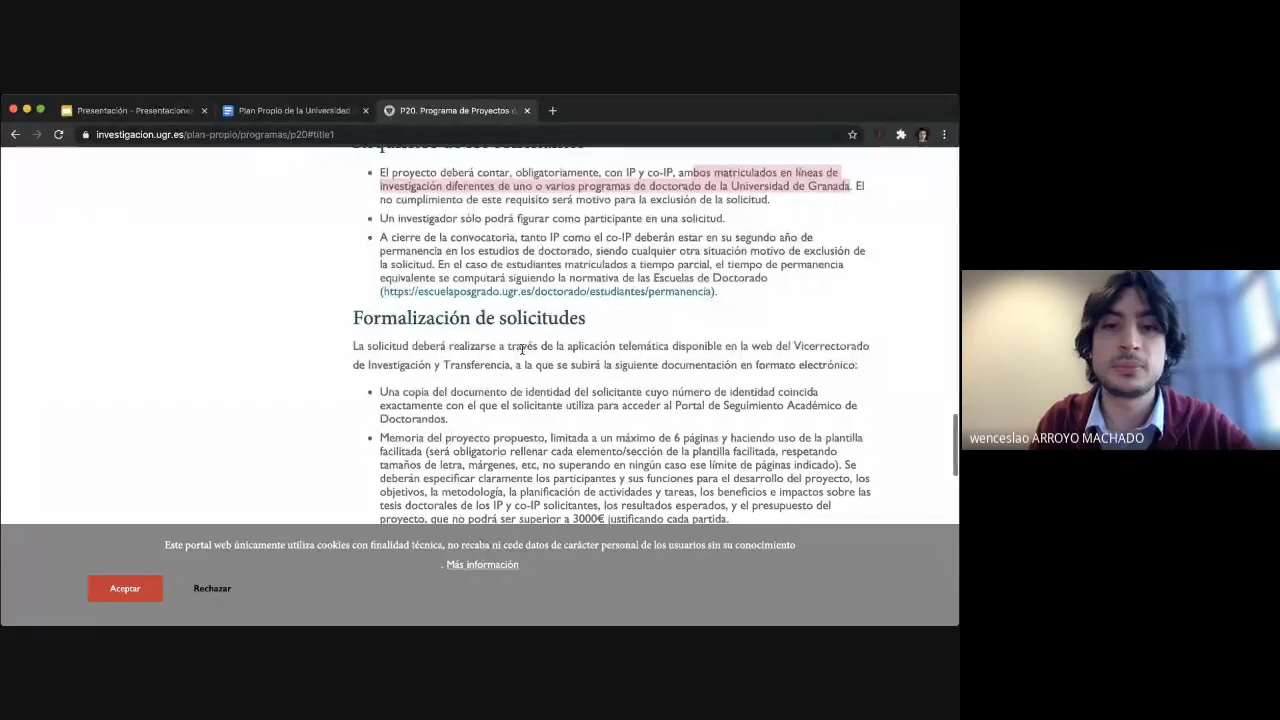 Presentación - Presentaciones
Plan Propio de la Universidad
P20. Programa de Proyectos d
investigacion.ugr.es/plan-propio/programas/p20#title1
El proyecto deberá contar, obligatoriamente, con IP y co-IP, ambos matriculados en líneas de
investigación diferentes de uno o varios programas de doctorado de la Universidad de Granada. El
no cumplimiento de este requisito será motivo para la exclusión de la solicitud.
Un investigador sólo podrá figurar como participante en una solicitud.
A cierre de la convocatoria, tanto IP como el co-IP deberán estar en su segundo año de
permanencia en los estudios de doctorado, siendo cualquier otra situación motivo de exclusión de
la solicitud. En el caso de estudiantes matriculados a tiempo parcial, el tiempo de permanencia
equivalente se computará siguiendo la normativa de las Escuelas de Doctorado
(https://escuelaposgrado.ugr.es/doctorado/estudiantes/permanencia).
Formalización de solicitudes
La solicitud deberá realizarse a través de la aplicación telemática disponible en la web del Vicerrectorado
de Investigación y Transferencia, a la que se subirá la siguiente documentación en formato electrónico:
Una copia del documento de identidad del solicitante cuyo número de identidad coincida
exactamente con el que el solicitante utiliza para acceder al Portal de Seguimiento Académico de
Doctorandos.
Memoria del proyecto propuesto, limitada a un máximo de 6 páginas y haciendo uso de la plantilla
facilitada (será obligatorio rellenar cada elemento/sección de la plantilla facilitada, respetando
tamaños de letra, márgenes, etc, no superando en ningún caso ese límite de páginas indicado). Se
deberán especificar claramente los participantes y sus funciones para el desarrollo del proyecto, los
objetivos, la metodología, la planificación de actividades y tareas, los beneficios e impactos sobre las
tesis doctorales de los IP y co-IP solicitantes, los resultados esperados, y el presupuesto del
proyecto, que no podrá ser superior a 3000€ justificando cada partida.
Este portal web únicamente utiliza cookies con finalidad técnica, no recaba ni cede datos de carácter personal de los usuarios sin su conocimiento
. Más información
Aceptar
Rechazar
wenceslao ARROYO MACHADO